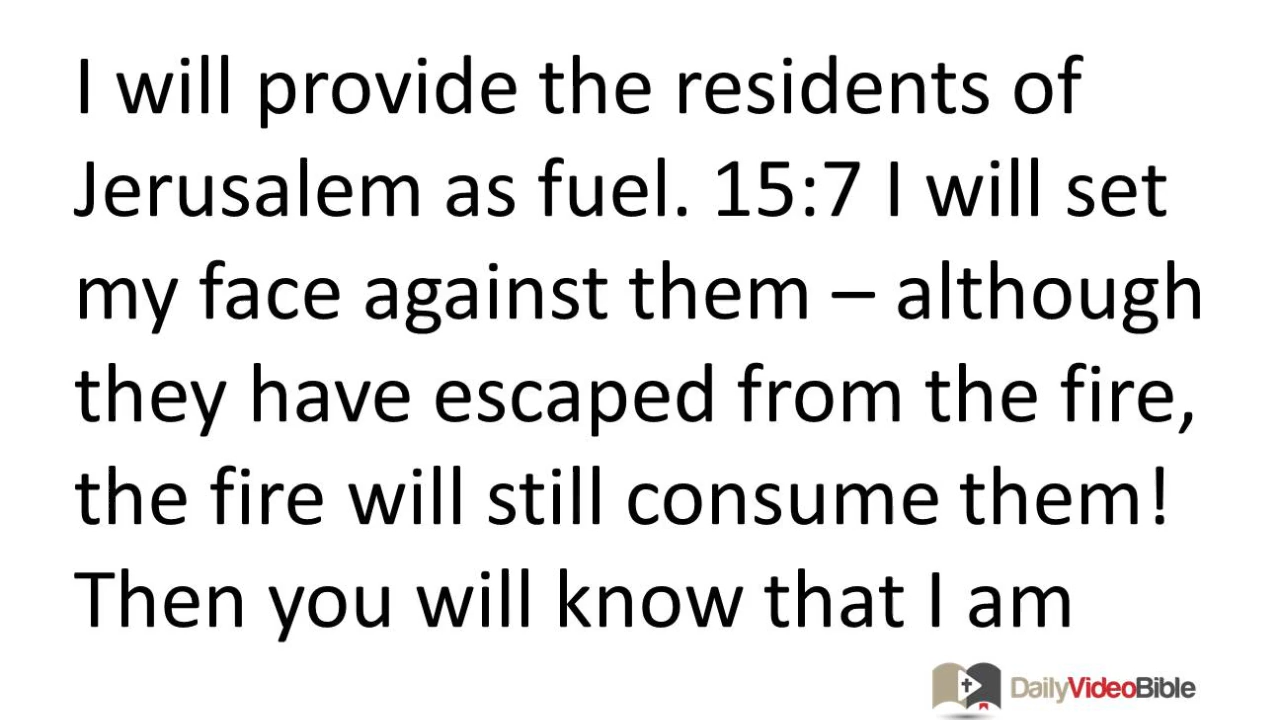 I will provide the residents of
Jerusalem as fuel. 15:7 I will set
my face against them – although
they have escaped from the fire,
the fire will still consume them!
Then you will know that I am
DailyVideoBible